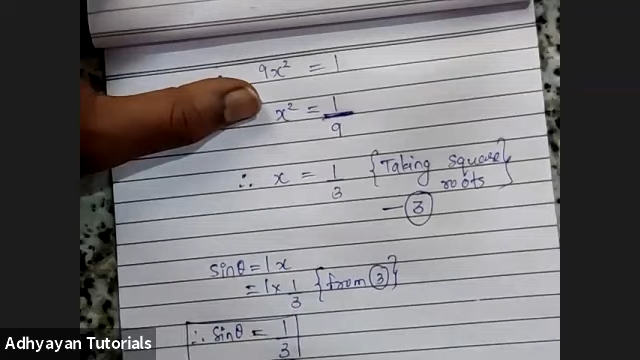 9x² = 1
x² = 1/9
∴ x = 1/3 {Taking square roots}
— ③
sinθ = 1x
= 1 × 1/3 {from ③}
∴ sinθ = 1/3
Adhyayan Tutorials